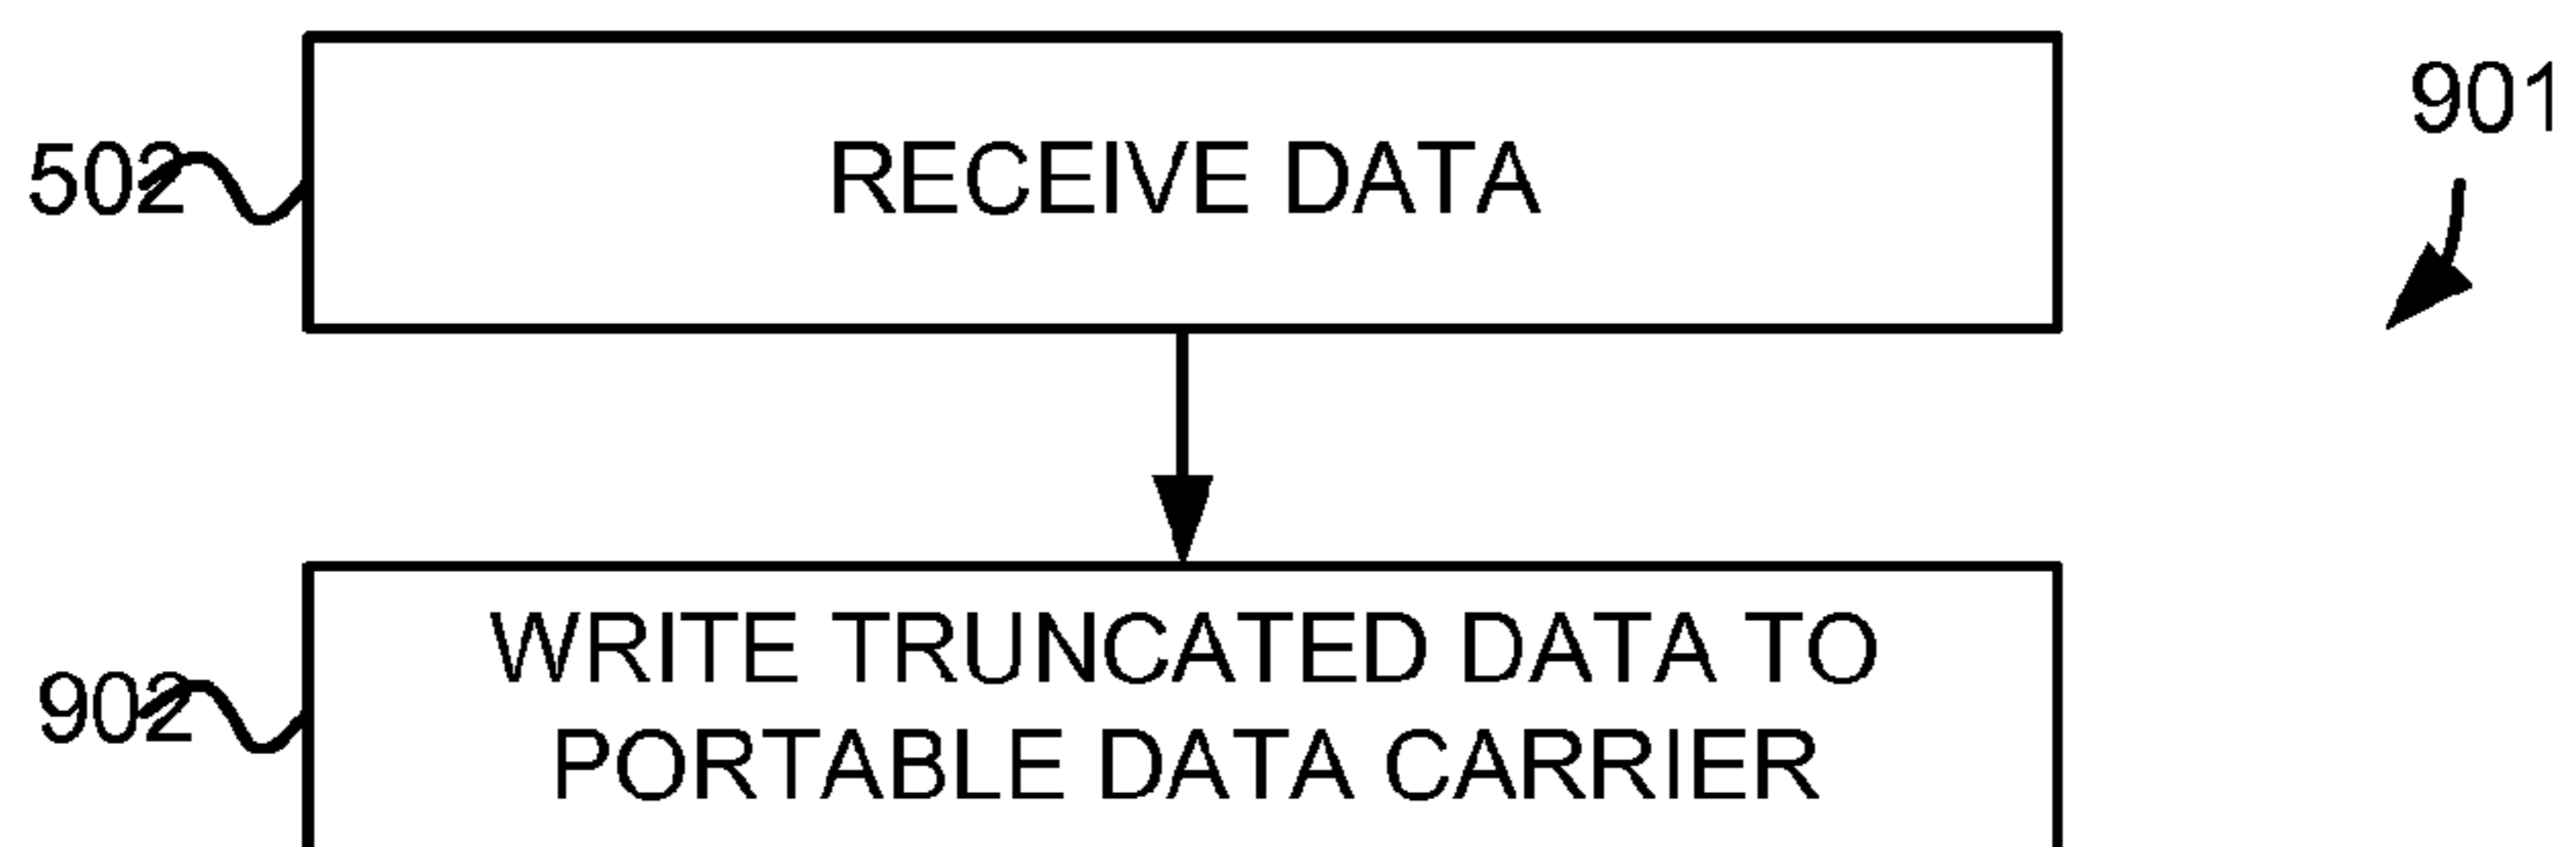 901
502 RECEIVE DATA
WRITE TRUNCATED DATA TO
902
PORTABLE DATA CARRIER